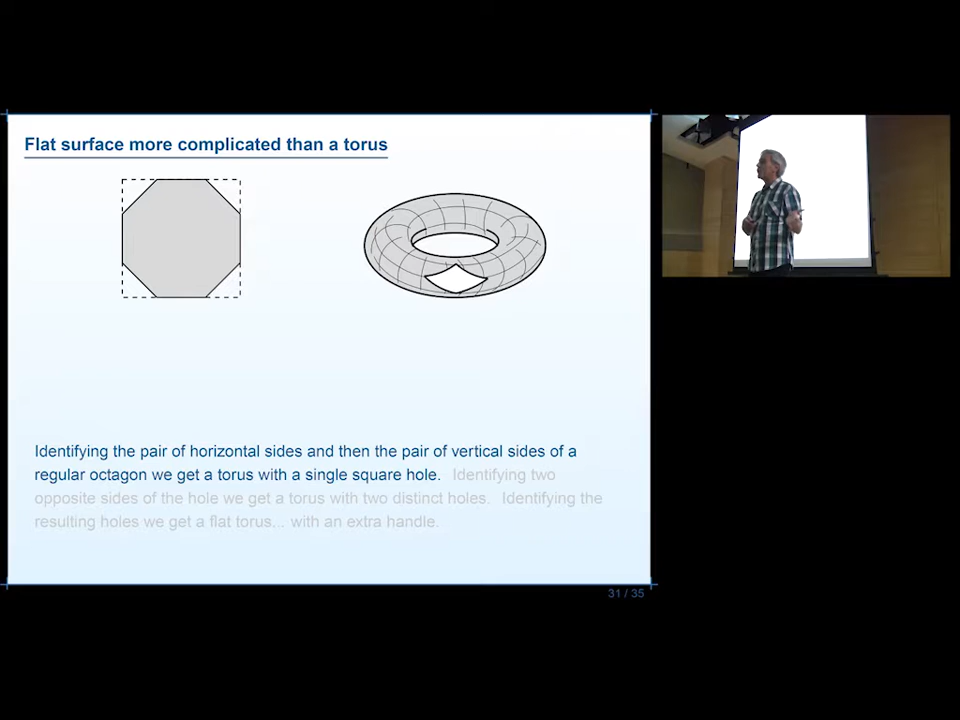 Flat surface more complicated than a torus
Identifying the pair of horizontal sides and then the pair of vertical sides of a
regular octagon we get a torus with a single square hole. Identifying two
opposite sides of the hole we get a torus with two distinct holes. Identifying the
resulting holes we get a flat torus... with an extra handle.
31 / 35